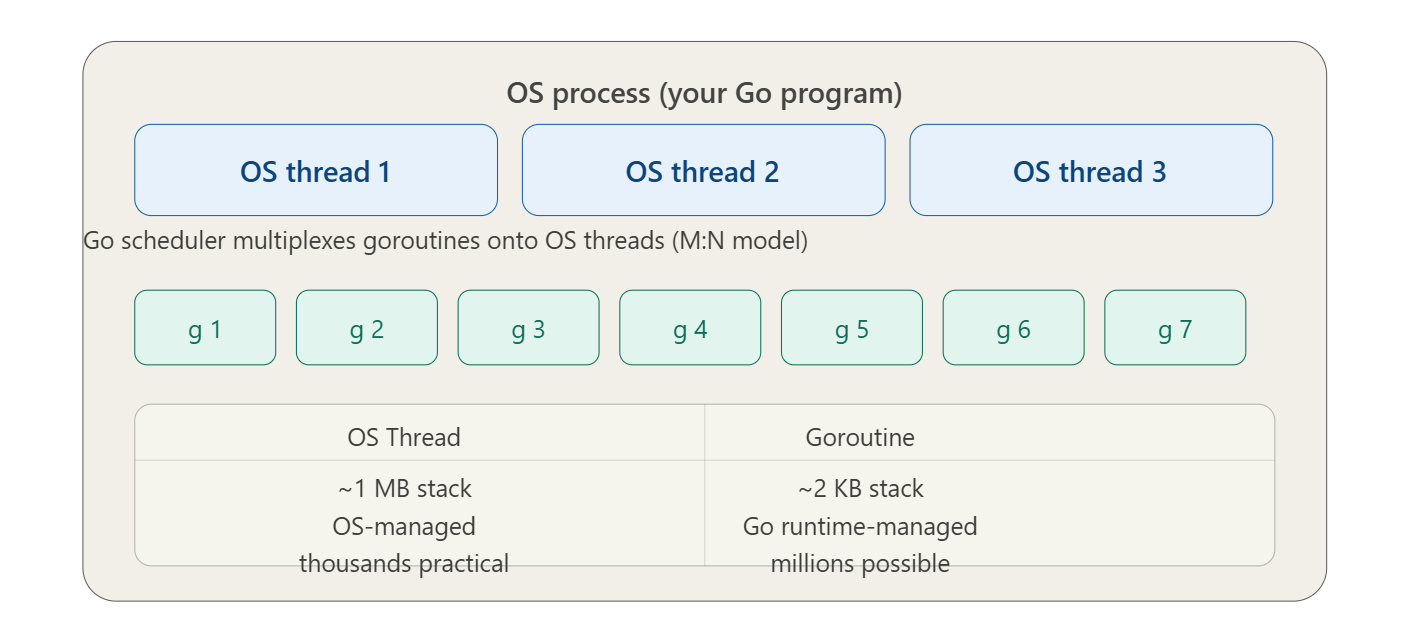 OS process (your Go program)
OS thread 1 OS thread 2 OS thread 3
Go scheduler multiplexes goroutines onto OS threads (M:N model)
g 1 g 2 g 3 g 4 g 5 g 6 g 7
OS Thread Goroutine
~1 MB stack ~2 KB stack
OS-managed Go runtime-managed
thousands practical millions possible